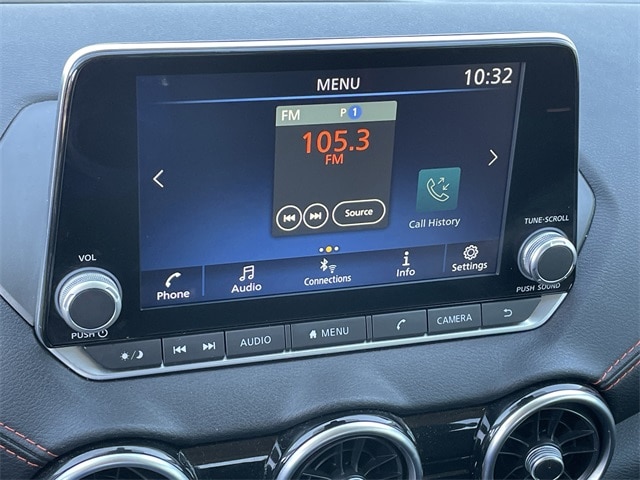 MENU 10:32
FM P 1
105.3
FM
Source
Call History
Phone Audio Connections Info Settings
VOL
PUSH
TUNE-SCROLL
PUSH SOUND
AUDIO MENU CAMERA